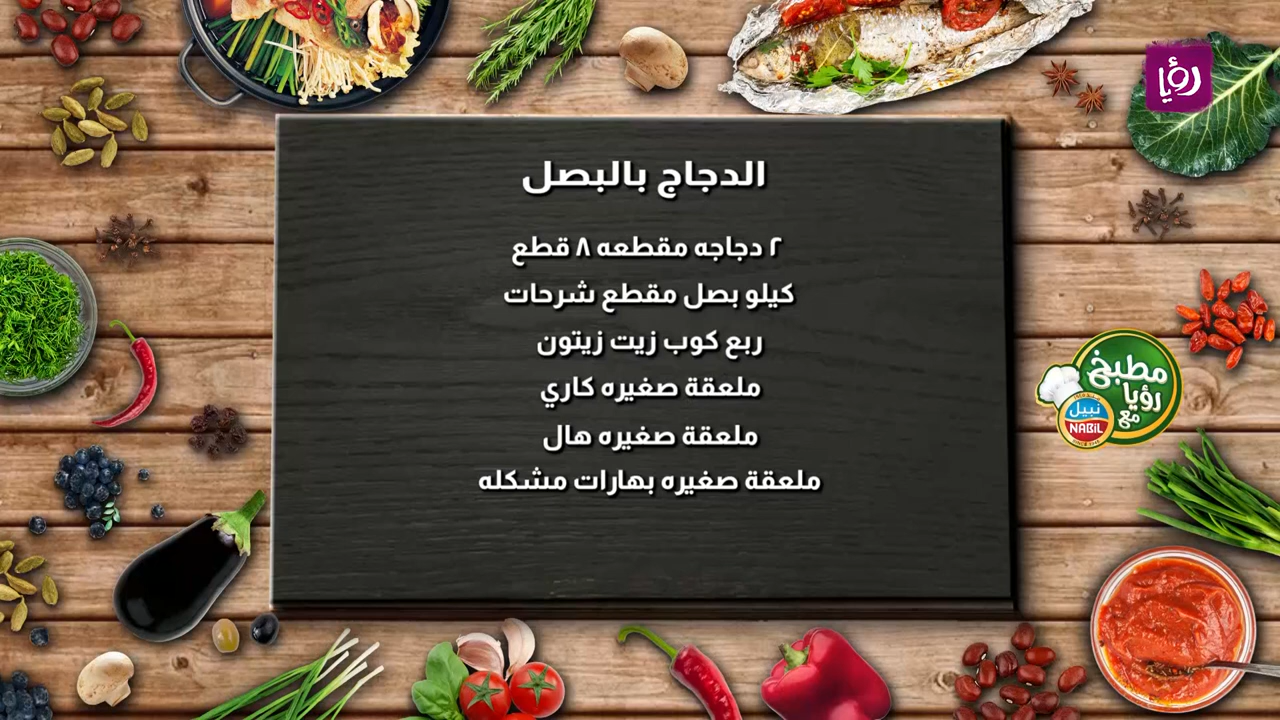 رؤيا
الدجاج بالبصل
٢ دجاجه مقطعه ٨ قطع
كيلو بصل مقطع شرحات
ربع كوب زيت زيتون
ملعقة صغيره كاري
ملعقة صغيره هال
ملعقة صغيره بهارات مشكله
مطبخ
رؤيا
مع
نبيل
NABIL